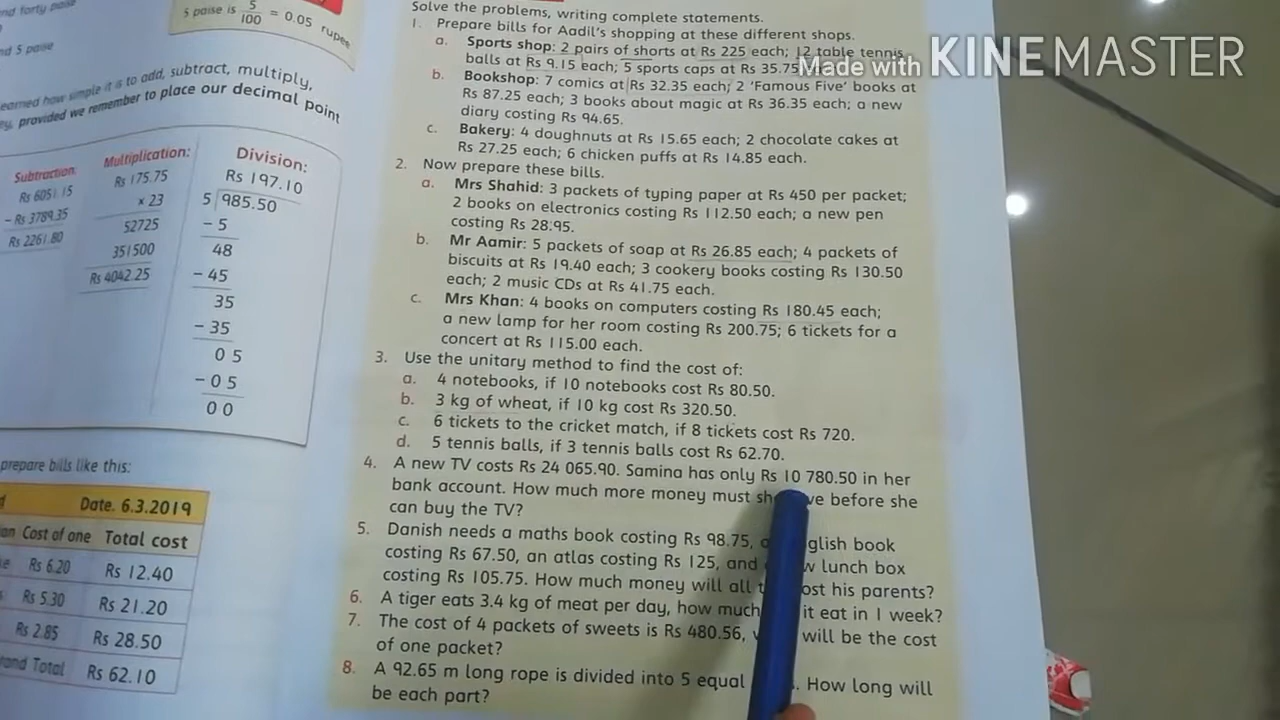 nd forty paise
nd 5 paise
5 paise is 5/100 = 0.05 rupee
earned how simple it is to add, subtract, multiply,
ey, provided we remember to place our decimal point
Subtraction:
Rs 6051.15
– Rs 3789.35
Rs 2261.80
Multiplication:
Rs 175.75
× 23
52725
351500
Rs 4042.25
Division:
Rs 197.10
5 985.50
– 5
48
– 45
35
– 35
0 5
– 0 5
0 0
prepare bills like this:
Date. 6.3.2019
Cost of one Total cost
Rs 6.20 Rs 12.40
Rs 5.30 Rs 21.20
Rs 2.85 Rs 28.50
rand Total Rs 62.10
Solve the problems, writing complete statements.
1. Prepare bills for Aadil's shopping at these different shops.
a. Sports shop: 2 pairs of shorts at Rs 225 each; 12 table tennis
balls at Rs 9.15 each; 5 sports caps at Rs 35.75
b. Bookshop: 7 comics at Rs 32.35 each; 2 'Famous Five' books at
Rs 87.25 each; 3 books about magic at Rs 36.35 each; a new
diary costing Rs 94.65.
c. Bakery: 4 doughnuts at Rs 15.65 each; 2 chocolate cakes at
Rs 27.25 each; 6 chicken puffs at Rs 14.85 each.
2. Now prepare these bills.
a. Mrs Shahid: 3 packets of typing paper at Rs 450 per packet;
2 books on electronics costing Rs 112.50 each; a new pen
costing Rs 28.95.
b. Mr Aamir: 5 packets of soap at Rs 26.85 each; 4 packets of
biscuits at Rs 19.40 each; 3 cookery books costing Rs 130.50
each; 2 music CDs at Rs 41.75 each.
c. Mrs Khan: 4 books on computers costing Rs 180.45 each;
a new lamp for her room costing Rs 200.75; 6 tickets for a
concert at Rs 115.00 each.
3. Use the unitary method to find the cost of:
a. 4 notebooks, if 10 notebooks cost Rs 80.50.
b. 3 kg of wheat, if 10 kg cost Rs 320.50.
c. 6 tickets to the cricket match, if 8 tickets cost Rs 720.
d. 5 tennis balls, if 3 tennis balls cost Rs 62.70.
4. A new TV costs Rs 24 065.90. Samina has only Rs 10 780.50 in her
bank account. How much more money must before she
can buy the TV?
5. Danish needs a maths book costing Rs 98.75, glish book
costing Rs 67.50, an atlas costing Rs 125, and lunch box
costing Rs 105.75. How much money will all ost his parents?
6. A tiger eats 3.4 kg of meat per day, how much it eat in 1 week?
7. The cost of 4 packets of sweets is Rs 480.56, will be the cost
of one packet?
8. A 92.65 m long rope is divided into 5 equal . How long will
be each part?
Made with KINEMASTER